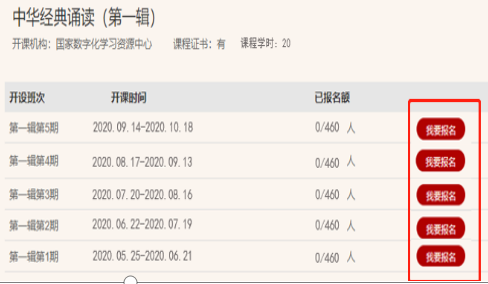 中华经典诵读（第一辑）
开课机构：国家数字化学习资源中心 课程证书：有 课程学时：20
开设班次 开课时间 已报名额
第一辑第5期 2020.09.14-2020.10.18 0/460 人 我要报名
第一辑第4期 2020.08.17-2020.09.13 0/460 人 我要报名
第一辑第3期 2020.07.20-2020.08.16 0/460 人 我要报名
第一辑第2期 2020.06.22-2020.07.19 0/460 人 我要报名
第一辑第1期 2020.05.25-2020.06.21 0/460 人 我要报名